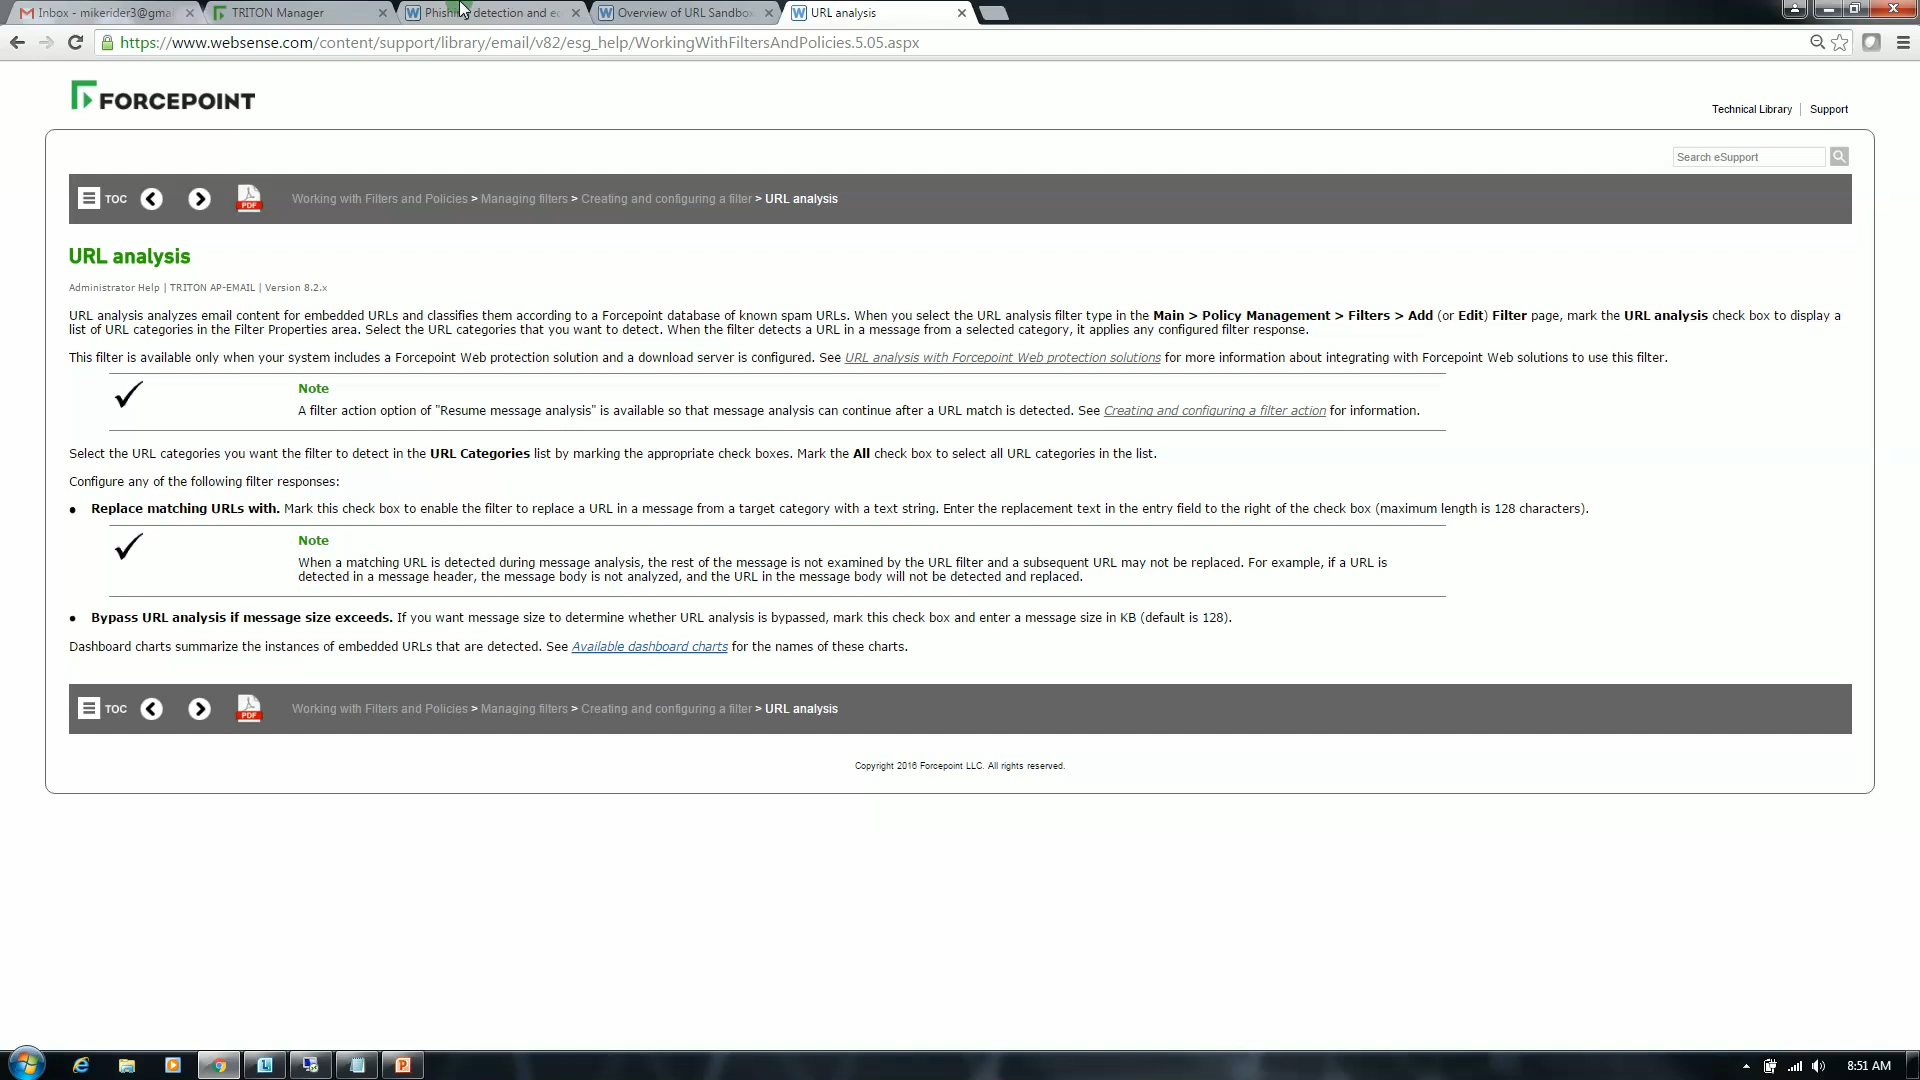 Inbox - mikerider3@gma
TRITON Manager
Phishing detection and e
Overview of URL Sandbo
URL analysis
https://www.websense.com/content/support/library/email/v82/esg_help/WorkingWithFiltersAndPolicies.5.05.aspx
FORCEPOINT
Technical Library | Support
Search eSupport
TOC
PDF
Working with Filters and Policies > Managing filters > Creating and configuring a filter > URL analysis
URL analysis
Administrator Help | TRITON AP-EMAIL | Version 8.2.x
URL analysis analyzes email content for embedded URLs and classifies them according to a Forcepoint database of known spam URLs. When you select the URL analysis filter type in the Main > Policy Management > Filters > Add (or Edit) Filter page, mark the URL analysis check box to display a
list of URL categories in the Filter Properties area. Select the URL categories that you want to detect. When the filter detects a URL in a message from a selected category, it applies any configured filter response.
This filter is available only when your system includes a Forcepoint Web protection solution and a download server is configured. See URL analysis with Forcepoint Web protection solutions for more information about integrating with Forcepoint Web solutions to use this filter.
Note
A filter action option of "Resume message analysis" is available so that message analysis can continue after a URL match is detected. See Creating and configuring a filter action for information.
Select the URL categories you want the filter to detect in the URL Categories list by marking the appropriate check boxes. Mark the All check box to select all URL categories in the list.
Configure any of the following filter responses:
• Replace matching URLs with. Mark this check box to enable the filter to replace a URL in a message from a target category with a text string. Enter the replacement text in the entry field to the right of the check box (maximum length is 128 characters).
Note
When a matching URL is detected during message analysis, the rest of the message is not examined by the URL filter and a subsequent URL may not be replaced. For example, if a URL is
detected in a message header, the message body is not analyzed, and the URL in the message body will not be detected and replaced.
• Bypass URL analysis if message size exceeds. If you want message size to determine whether URL analysis is bypassed, mark this check box and enter a message size in KB (default is 128).
Dashboard charts summarize the instances of embedded URLs that are detected. See Available dashboard charts for the names of these charts.
TOC
PDF
Working with Filters and Policies > Managing filters > Creating and configuring a filter > URL analysis
Copyright 2016 Forcepoint LLC. All rights reserved.
8:51 AM